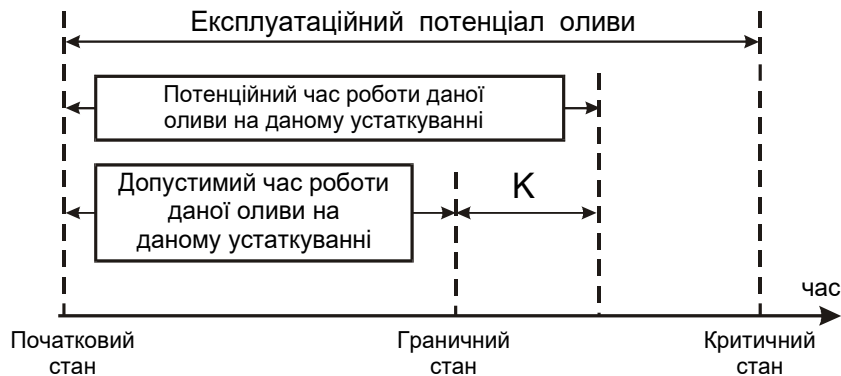 Експлуатаційний потенціал оливи
Потенційний час роботи даної
оливи на даному устаткуванні
Допустимий час роботи
даної оливи на
даному устаткуванні
К
час
Початковий
стан
Граничний
стан
Критичний
стан